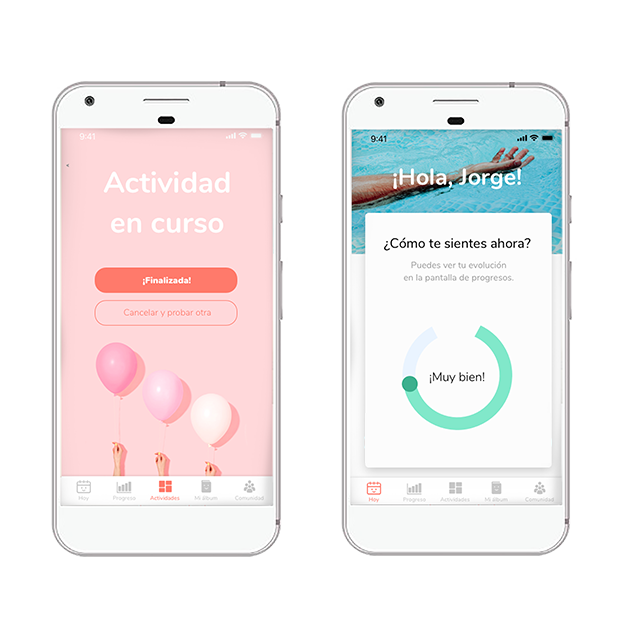 9:41
Actividad
en curso
¡Finalizada!
Cancelar y probar otra
Hoy
Progreso
Actividades
Mi álbum
Comunidad
9:41
¡Hola, Jorge!
¿Cómo te sientes ahora?
Puedes ver tu evolución
en la pantalla de progresos.
¡Muy bien!
Hoy
Progreso
Actividades
Mi álbum
Comunidad